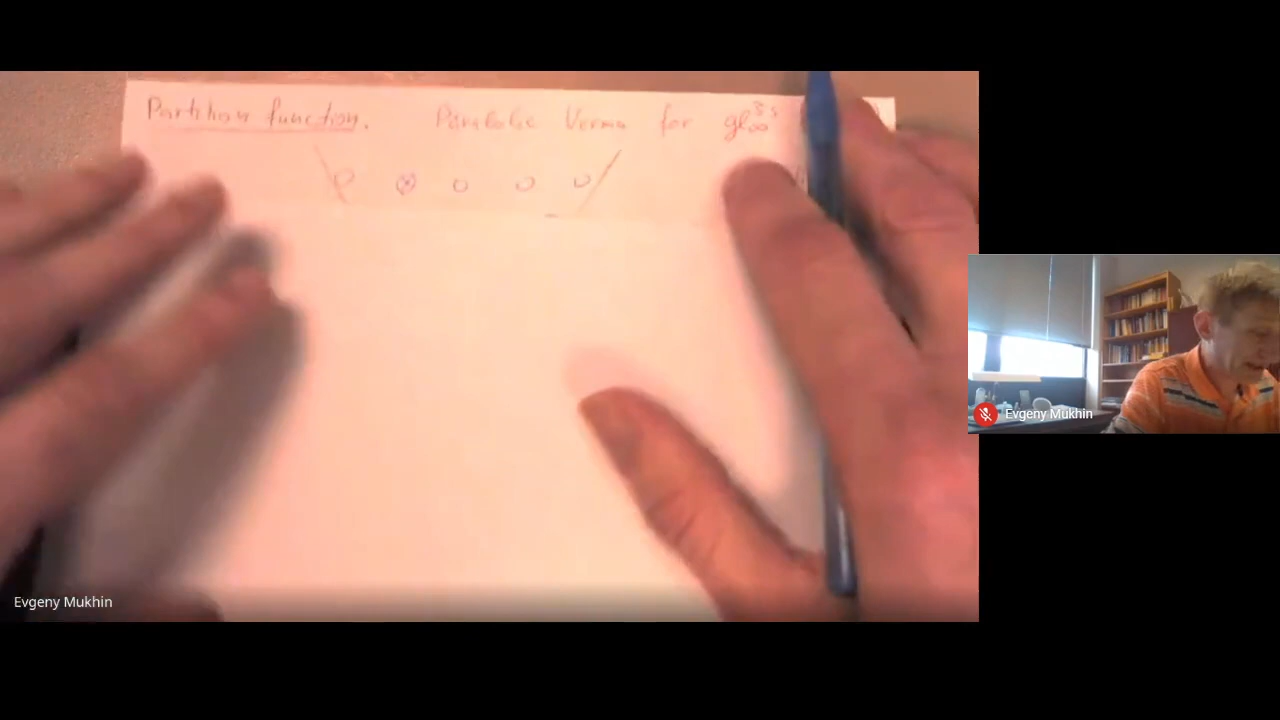 Partition function. Parabolic Verma for gl
Evgeny Mukhin
Evgeny Mukhin